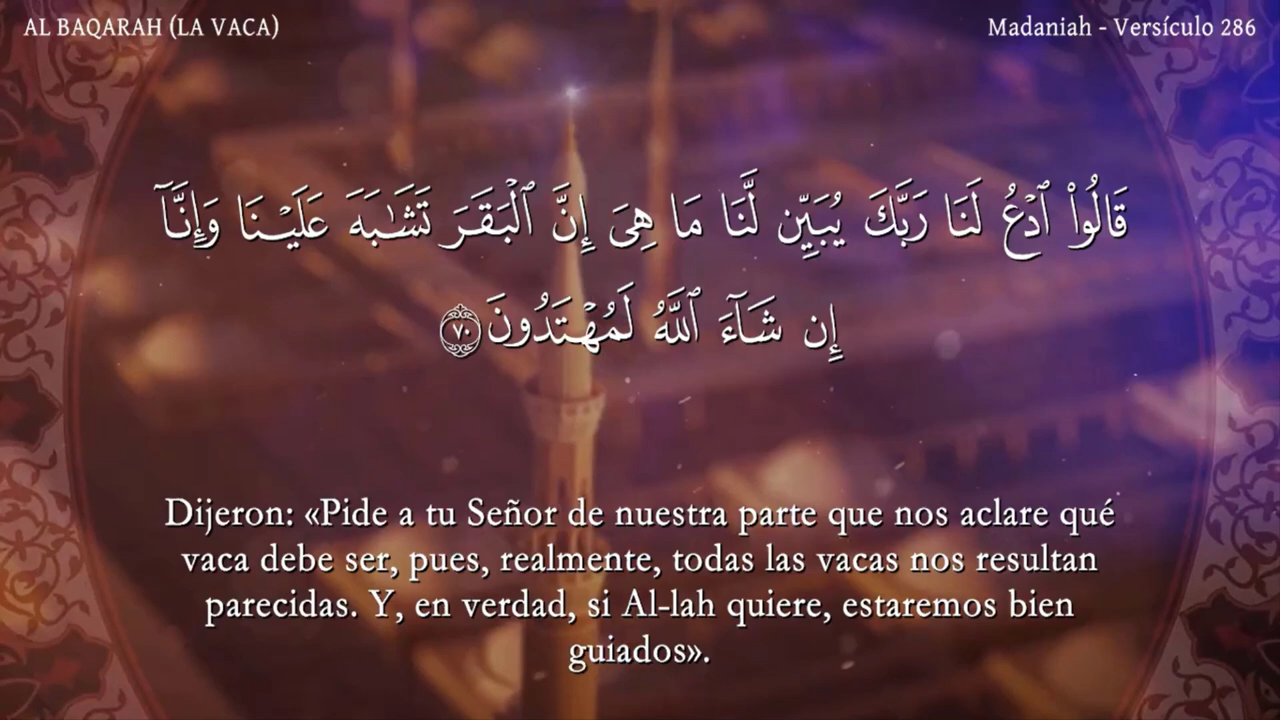 AL BAQARAH (LA VACA)
Madaniah - Versículo 286
قَالُوا۟ ٱدْعُ لَنَا رَبَّكَ يُبَيِّن لَّنَا مَا هِىَ إِنَّ ٱلْبَقَرَ تَشَـٰبَهَ عَلَيْنَا وَإِنَّآ
إِن شَآءَ ٱللَّهُ لَمُهْتَدُونَ ٧٠
Dijeron: «Pide a tu Señor de nuestra parte que nos aclare qué
vaca debe ser, pues, realmente, todas las vacas nos resultan
parecidas. Y, en verdad, si Al-lah quiere, estaremos bien
guiados».